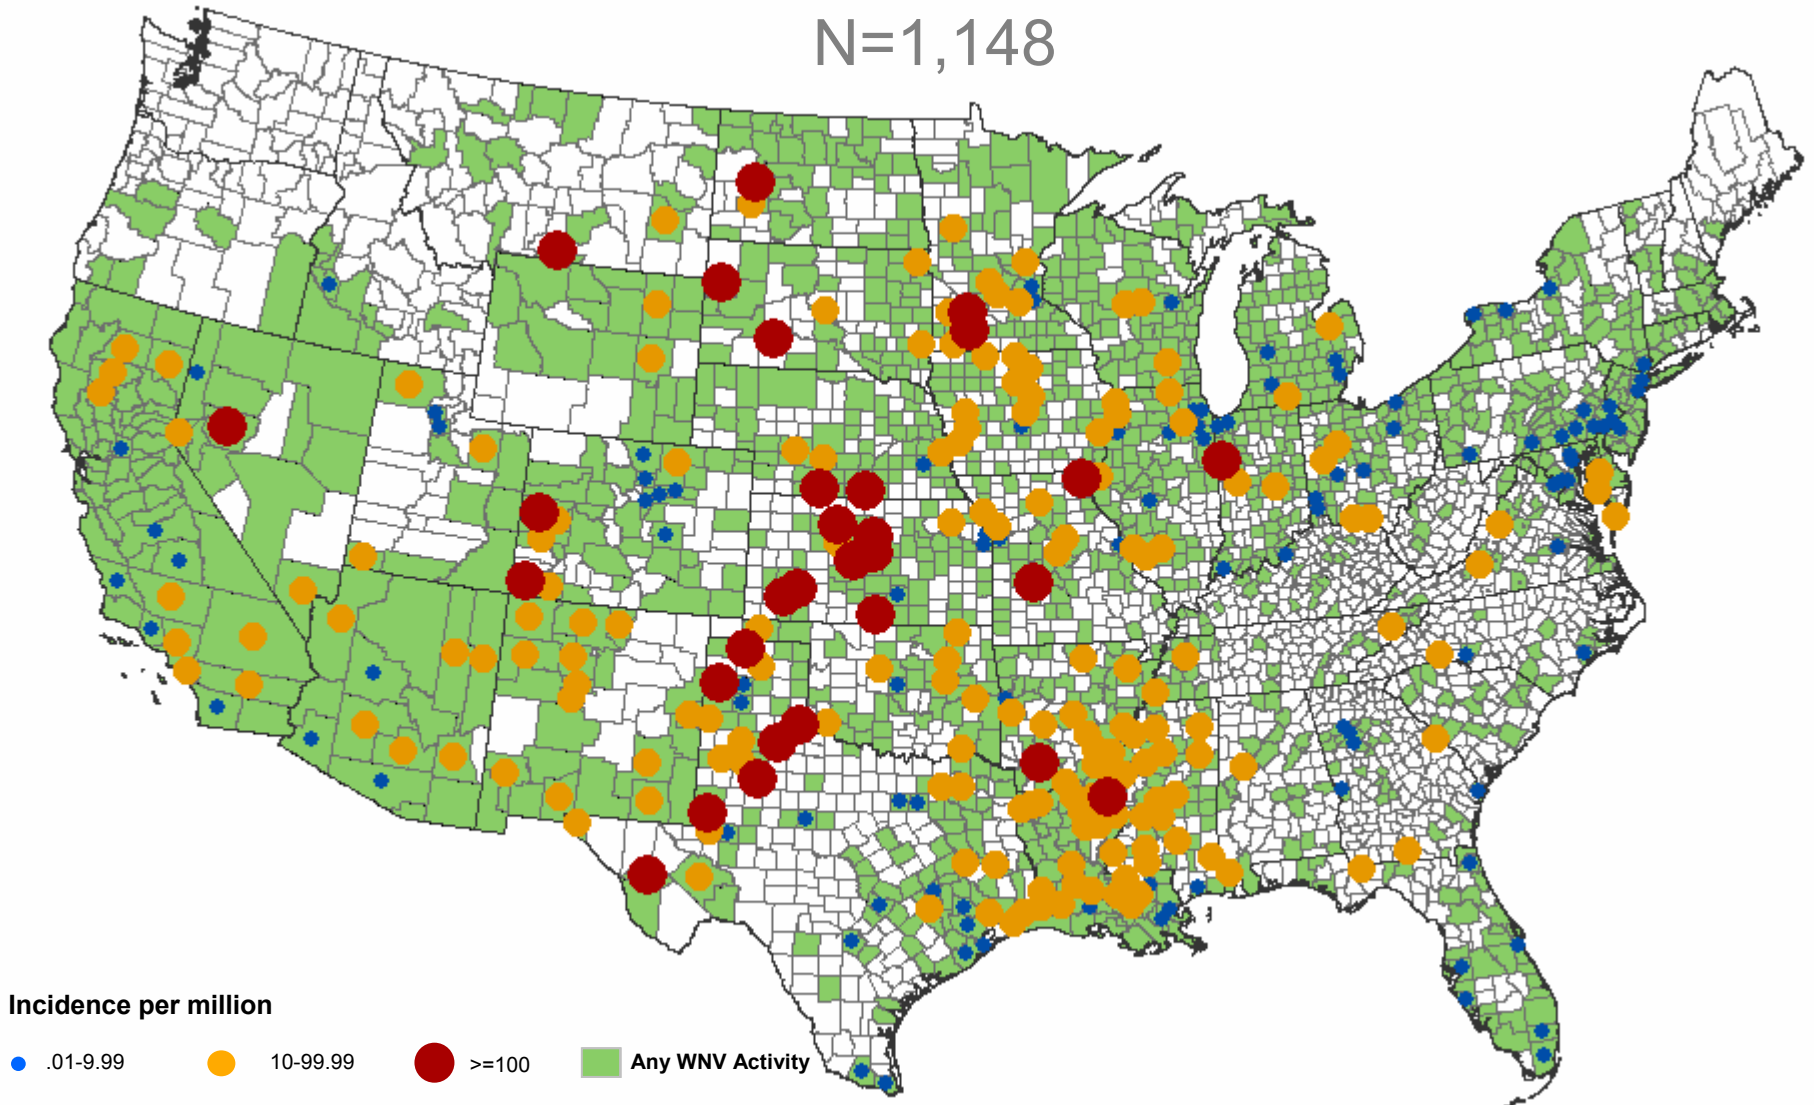 N=1,148
Incidence per million
.01-9.99 10-99.99 >=100 Any WNV Activity